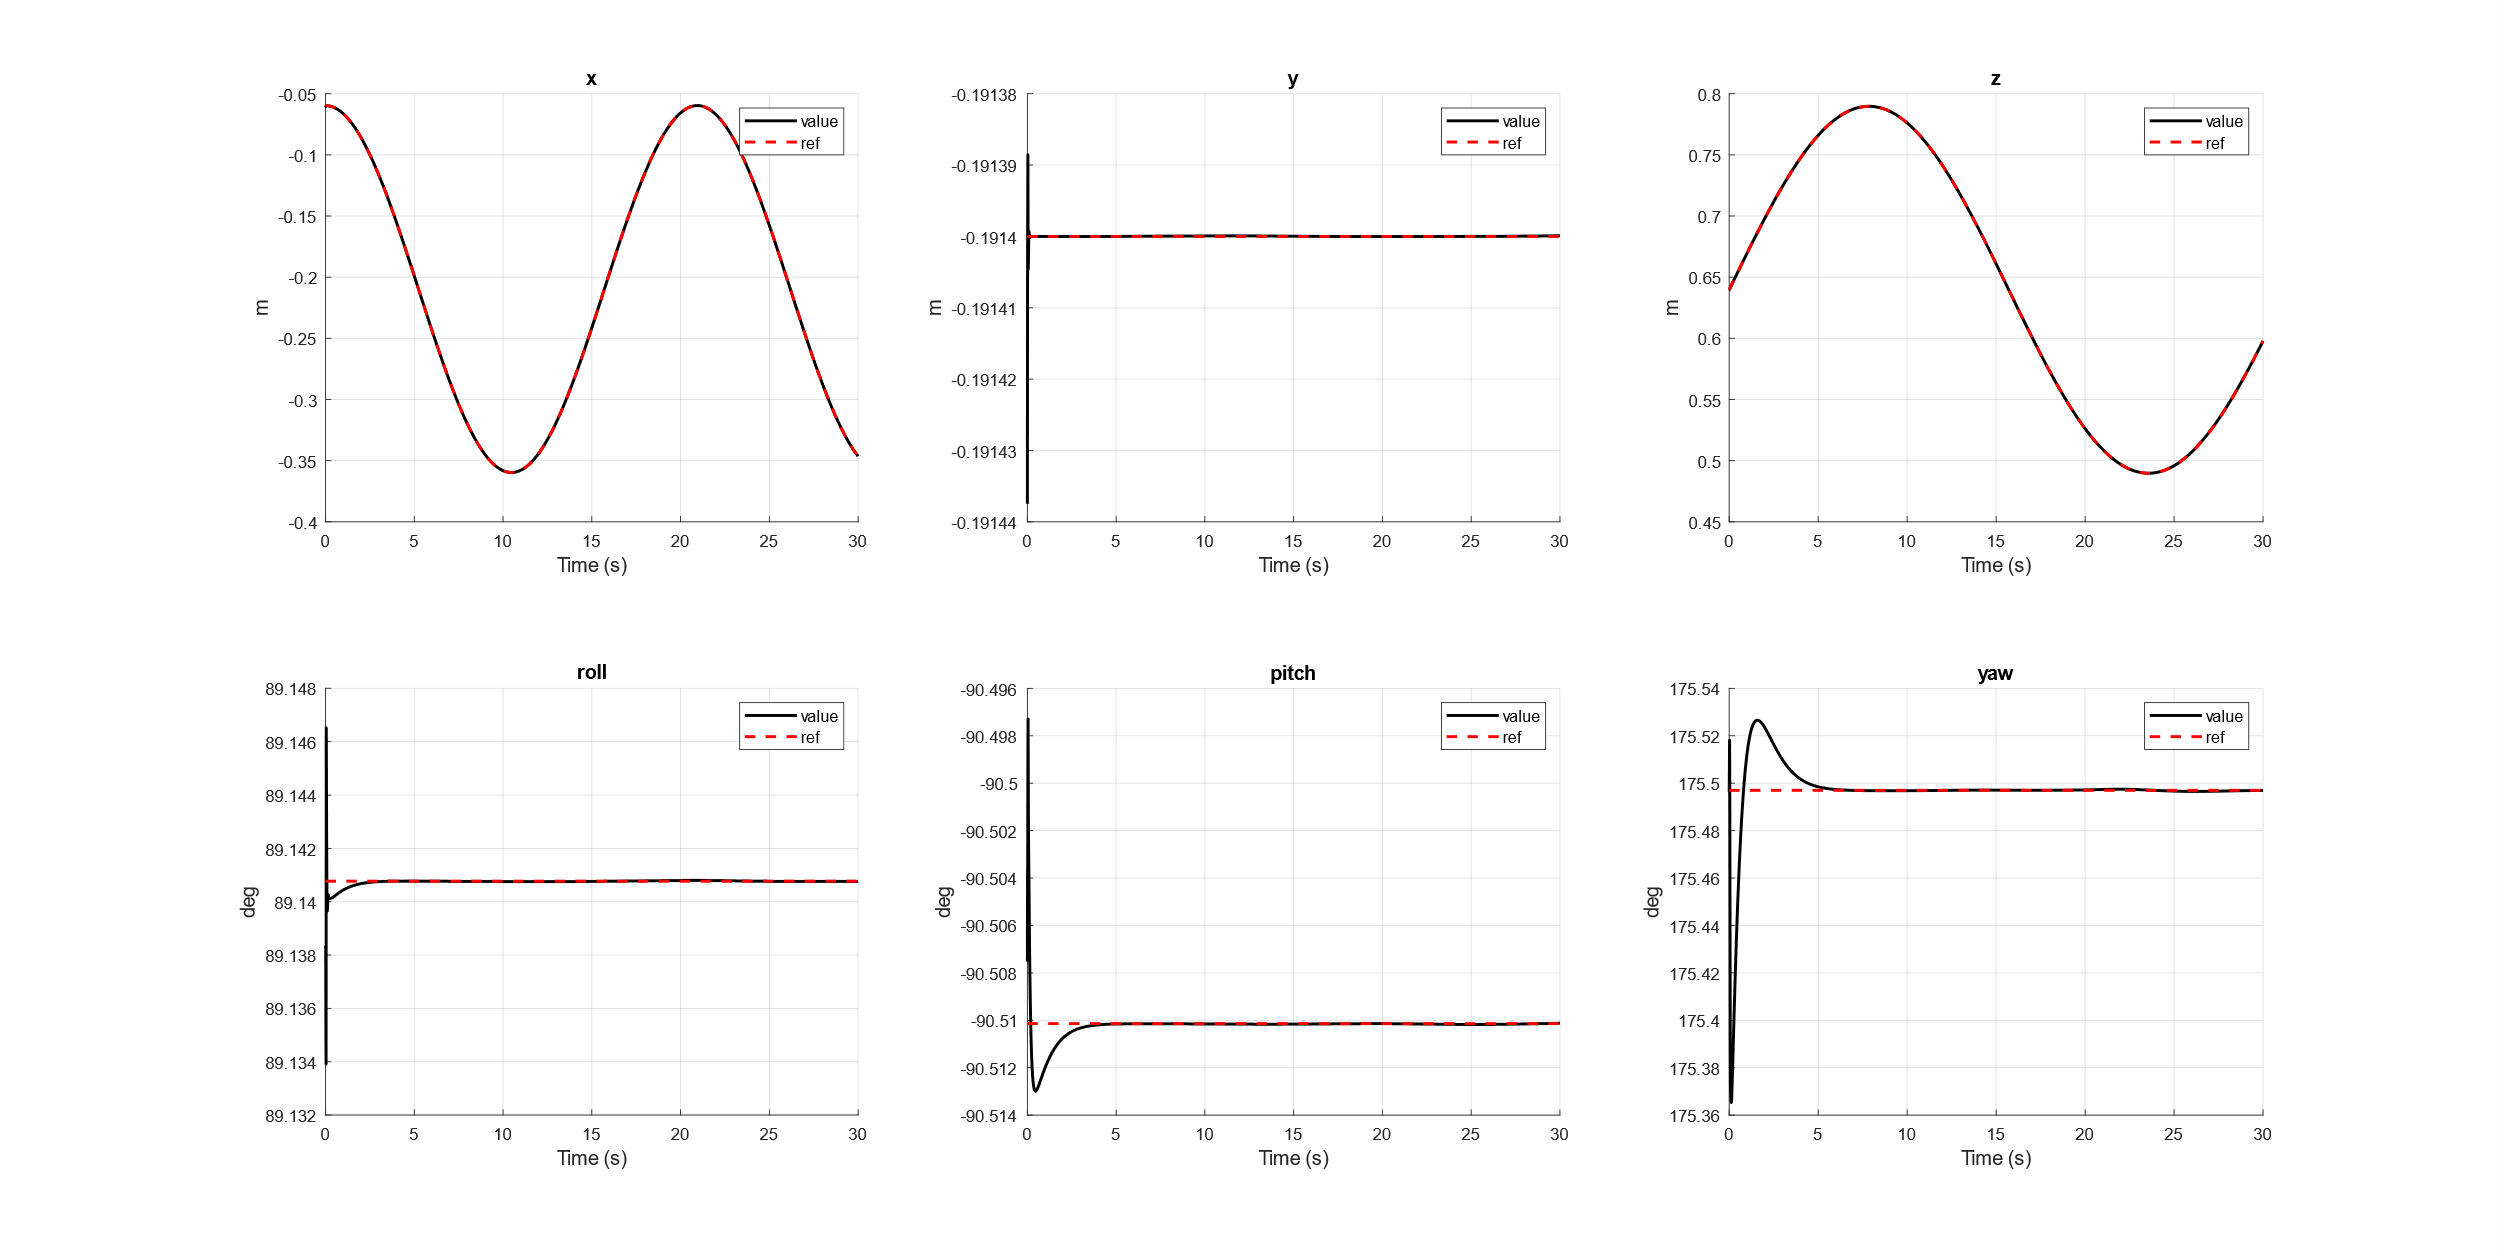 x
-0.05
-0.1
-0.15
-0.2
-0.25
-0.3
-0.35
-0.4
m
0 5 10 15 20 25 30
Time (s)
value
ref
y
-0.19138
-0.19139
-0.1914
-0.19141
-0.19142
-0.19143
-0.19144
m
0 5 10 15 20 25 30
Time (s)
value
ref
z
0.8
0.75
0.7
0.65
0.6
0.55
0.5
0.45
m
0 5 10 15 20 25 30
Time (s)
value
ref
roll
89.148
89.146
89.144
89.142
89.14
89.138
89.136
89.134
89.132
deg
0 5 10 15 20 25 30
Time (s)
value
ref
pitch
-90.496
-90.498
-90.5
-90.502
-90.504
-90.506
-90.508
-90.51
-90.512
-90.514
deg
0 5 10 15 20 25 30
Time (s)
value
ref
yaw
175.54
175.52
175.5
175.48
175.46
175.44
175.42
175.4
175.38
175.36
deg
0 5 10 15 20 25 30
Time (s)
value
ref